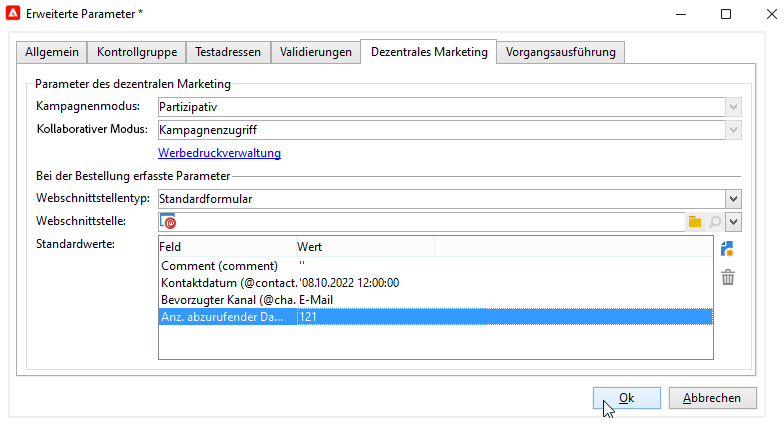 Erweiterte Parameter *
Allgemein Kontrollgruppe Testadressen Validierungen Dezentrales Marketing Vorgangsausführung
Parameter des dezentralen Marketing
Kampagnenmodus: Partizipativ
Kollaborativer Modus: Kampagnenzugriff
Werbedruckverwaltung
Bei der Bestellung erfasste Parameter
Webschnittstellentyp: Standardformular
Webschnittstelle:
Standardwerte: Feld Wert
Comment (comment) ''
Kontaktdatum (@contact. '08.10.2022 12:00:00
Bevorzugter Kanal (@cha. E-Mail
Anz. abzurufender Da... 121
Ok Abbrechen